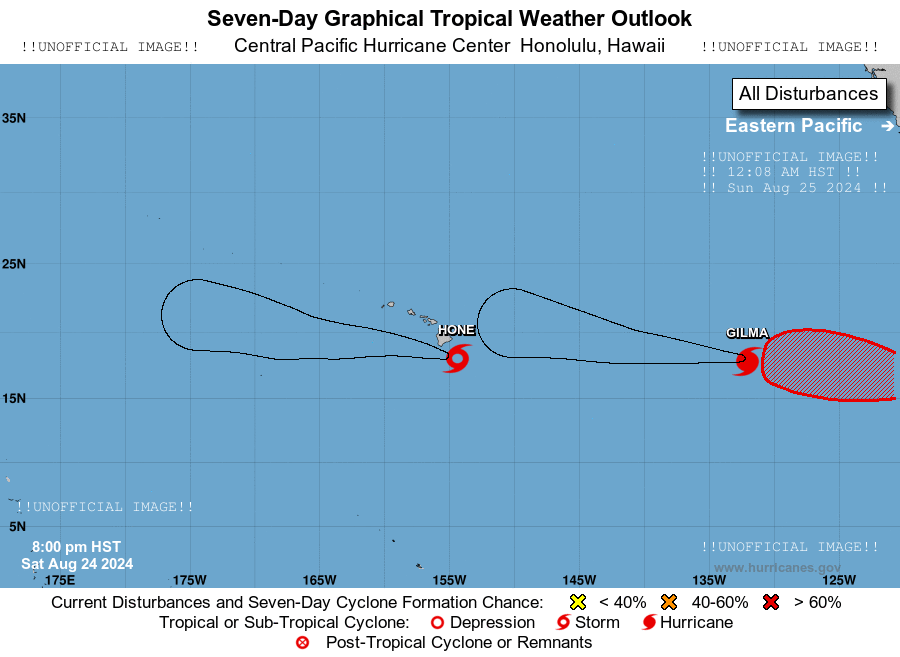 Seven-Day Graphical Tropical Weather Outlook
!!UNOFFICIAL IMAGE!! Central Pacific Hurricane Center Honolulu, Hawaii !!UNOFFICIAL IMAGE!!
All Disturbances
35N
Eastern Pacific →
!!UNOFFICIAL IMAGE!!
!! 12:08 AM HST !!
!! Sun Aug 25 2024 !!
25N
HONE
GILMA
15N
!!UNOFFICIAL IMAGE!!
5N
8:00 pm HST
Sat Aug 24 2024
!!UNOFFICIAL IMAGE!!
www.hurricanes.gov
175E 175W 165W 155W 145W 135W 125W
Current Disturbances and Seven-Day Cyclone Formation Chance: < 40% 40-60% > 60%
Tropical or Sub-Tropical Cyclone: Depression Storm Hurricane
Post-Tropical Cyclone or Remnants